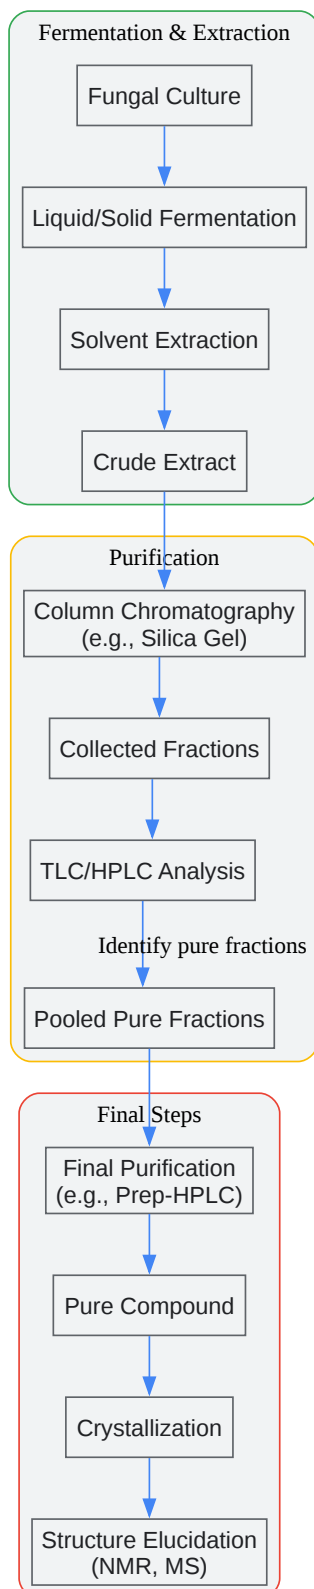 Fermentation & Extraction
Fungal Culture
Liquid/Solid Fermentation
Solvent Extraction
Crude Extract
Purification
Column Chromatography
(e.g., Silica Gel)
Collected Fractions
TLC/HPLC Analysis
Identify pure fractions
Pooled Pure Fractions
Final Steps
Final Purification
(e.g., Prep-HPLC)
Pure Compound
Crystallization
Structure Elucidation
(NMR, MS)